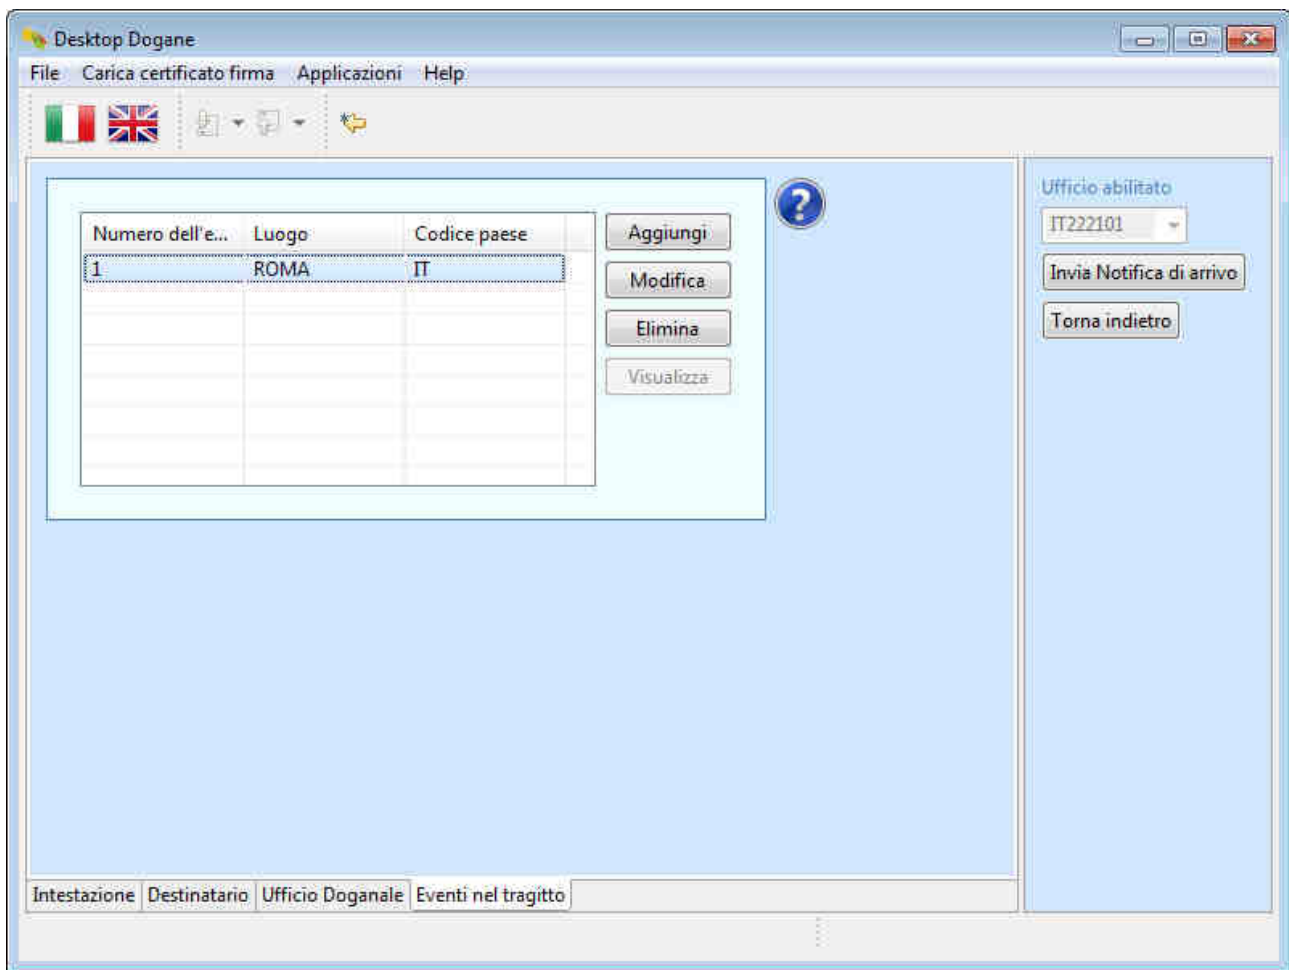 Desktop Dogane
File Carica certificato firma Applicazioni Help
Ufficio abilitato
IT222101
Invia Notifica di arrivo
Torna indietro
Numero dell'e... Luogo Codice paese
1 ROMA IT
Aggiungi
Modifica
Elimina
Visualizza
?
Intestazione Destinatario Ufficio Doganale Eventi nel tragitto